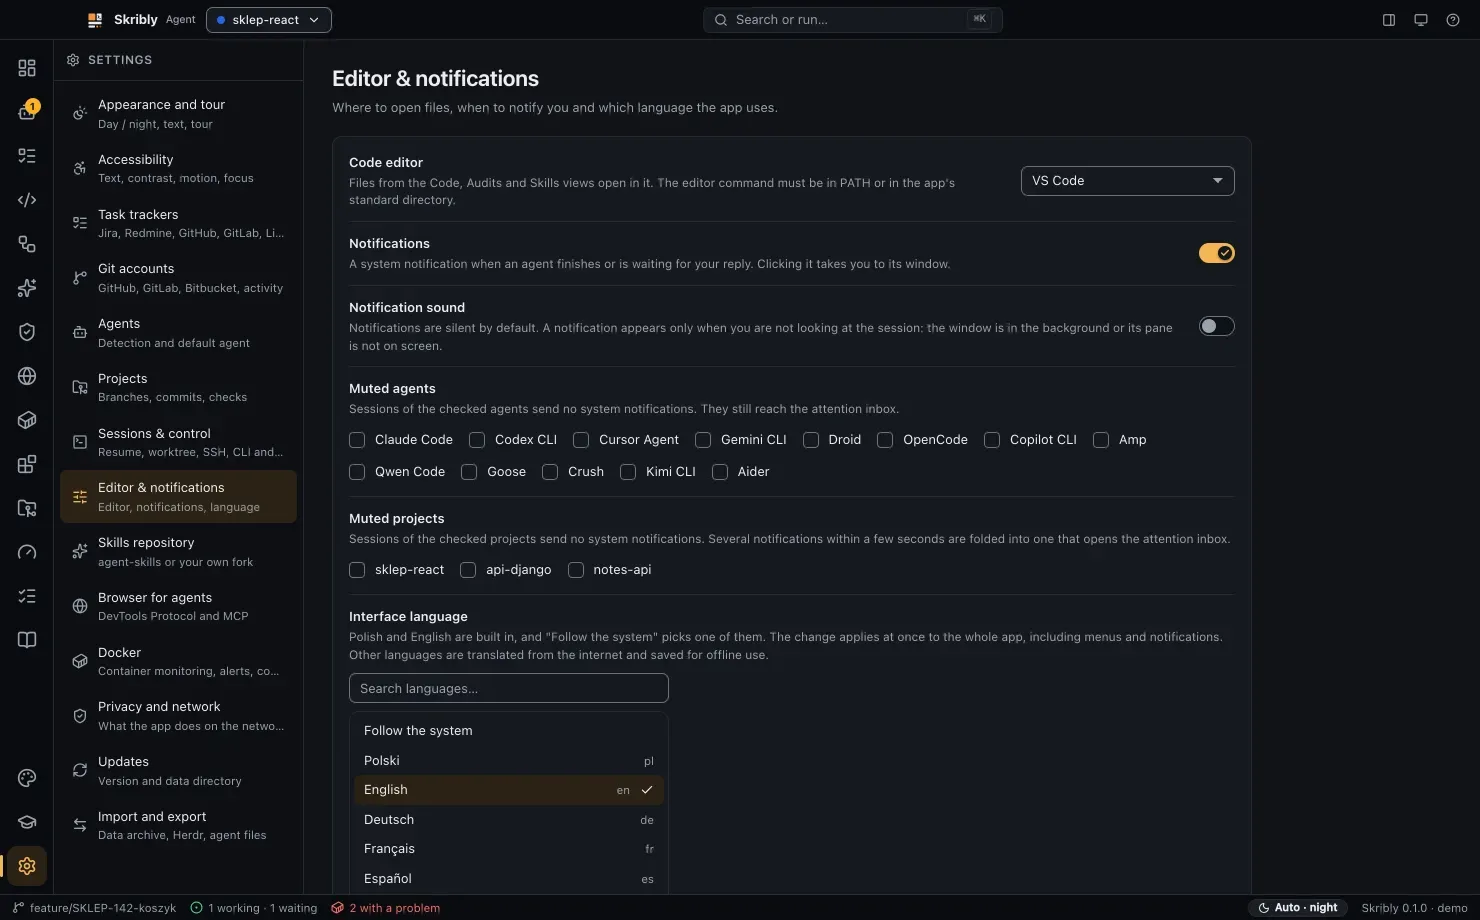 Skribly Agent sklep-react Search or run... ⌘K
1
SETTINGS
Appearance and tour
Day / night, text, tour
Accessibility
Text, contrast, motion, focus
Task trackers
Jira, Redmine, GitHub, GitLab, Li...
Git accounts
GitHub, GitLab, Bitbucket, activity
Agents
Detection and default agent
Projects
Branches, commits, checks
Sessions & control
Resume, worktree, SSH, CLI and...
Editor & notifications
Editor, notifications, language
Skills repository
agent-skills or your own fork
Browser for agents
DevTools Protocol and MCP
Docker
Container monitoring, alerts, co...
Privacy and network
What the app does on the netwo...
Updates
Version and data directory
Import and export
Data archive, Herdr, agent files
Editor & notifications
Where to open files, when to notify you and which language the app uses.
Code editor
Files from the Code, Audits and Skills views open in it. The editor command must be in PATH or in the app's
standard directory.
VS Code
Notifications
A system notification when an agent finishes or is waiting for your reply. Clicking it takes you to its window.
Notification sound
Notifications are silent by default. A notification appears only when you are not looking at the session: the window is in the background or its pane
is not on screen.
Muted agents
Sessions of the checked agents send no system notifications. They still reach the attention inbox.
Claude Code Codex CLI Cursor Agent Gemini CLI Droid OpenCode Copilot CLI Amp
Qwen Code Goose Crush Kimi CLI Aider
Muted projects
Sessions of the checked projects send no system notifications. Several notifications within a few seconds are folded into one that opens the attention inbox.
sklep-react api-django notes-api
Interface language
Polish and English are built in, and "Follow the system" picks one of them. The change applies at once to the whole app, including menus and notifications.
Other languages are translated from the internet and saved for offline use.
Search languages...
Follow the system
Polski pl
English en
Deutsch de
Français fr
Español es
feature/SKLEP-142-koszyk 1 working · 1 waiting 2 with a problem Auto · night Skribly 0.1.0 · demo